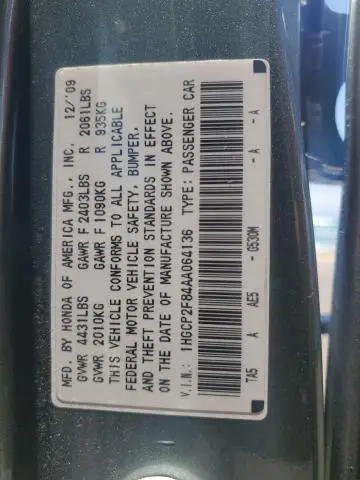 MFD. BY HONDA OF AMERICA MFG., INC. 12/'09
GVWR 4431LBS GAWR F 2403LBS R 2061LBS
GVWR 2010KG GAWR F 1090KG R 935KG
THIS VEHICLE CONFORMS TO ALL APPLICABLE
FEDERAL MOTOR VEHICLE SAFETY, BUMPER,
AND THEFT PREVENTION STANDARDS IN EFFECT
ON THE DATE OF MANUFACTURE SHOWN ABOVE.
V.I.N.: 1HGCP2F84AA064136 TYPE: PASSENGER CAR
TA5 A AE5 - G530M - A - A